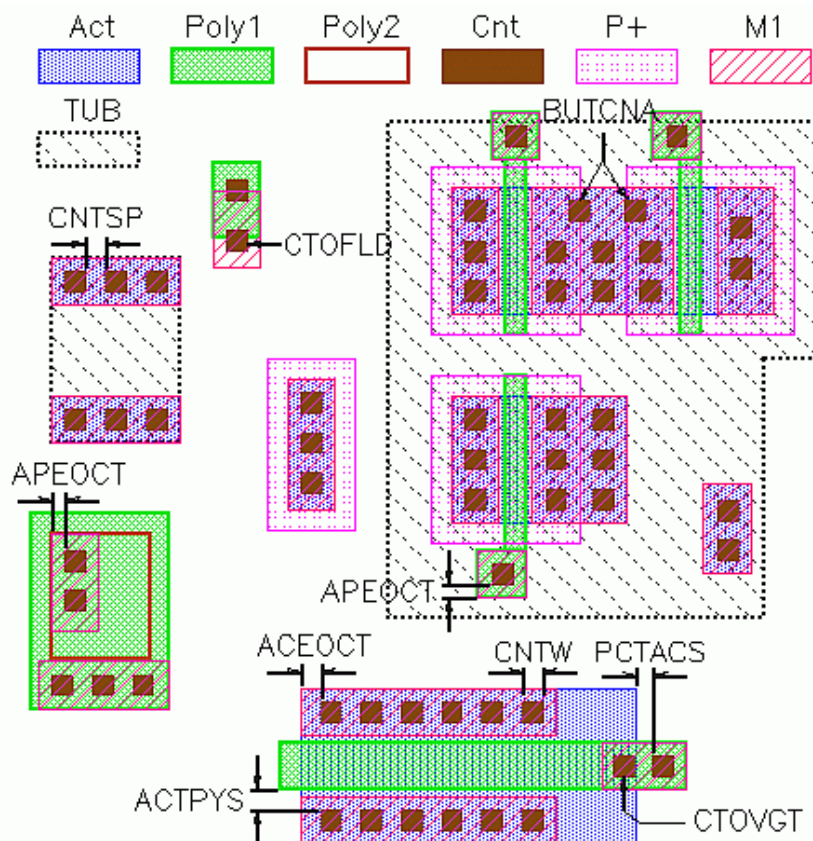 Act Poly1 Poly2 Cnt P+ M1
TUB
BUTCNA
CNTSP
CTOFLD
APEOCT
APEOCT
ACEOCT
CNTW
PCTACS
ACTPYS
CTOVGT